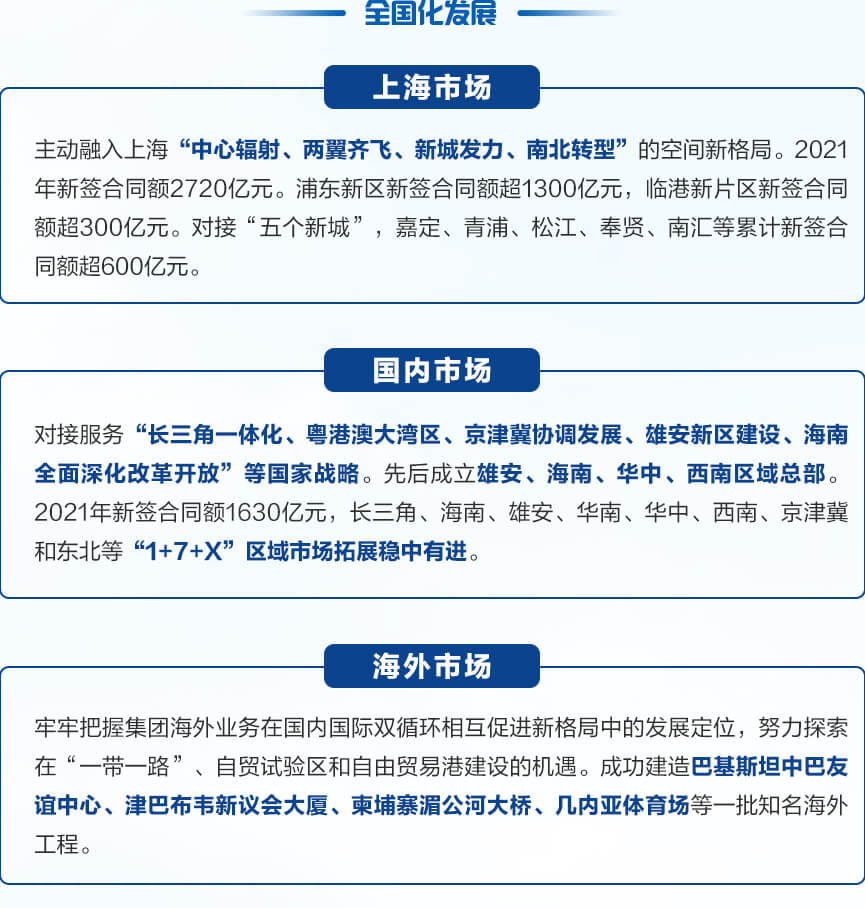 全国化发展
上海市场
主动融入上海“中心辐射、两翼齐飞、新城发力、南北转型”的空间新格局。2021
年新签合同额2720亿元。浦东新区新签合同额超1300亿元，临港新片区新签合同
额超300亿元。对接“五个新城”，嘉定、青浦、松江、奉贤、南汇等累计新签合
同额超600亿元。
国内市场
对接服务“长三角一体化、粤港澳大湾区、京津冀协调发展、雄安新区建设、海南
全面深化改革开放”等国家战略。先后成立雄安、海南、华中、西南区域总部。
2021年新签合同额1630亿元，长三角、海南、雄安、华南、华中、西南、京津冀
和东北等“1+7+X”区域市场拓展稳中有进。
海外市场
牢牢把握集团海外业务在国内国际双循环相互促进新格局中的发展定位，努力探索
在“一带一路”、自贸试验区和自由贸易港建设的机遇。成功建造巴基斯坦中巴友
谊中心、津巴布韦新议会大厦、柬埔寨湄公河大桥、几内亚体育场等一批知名海外
工程。